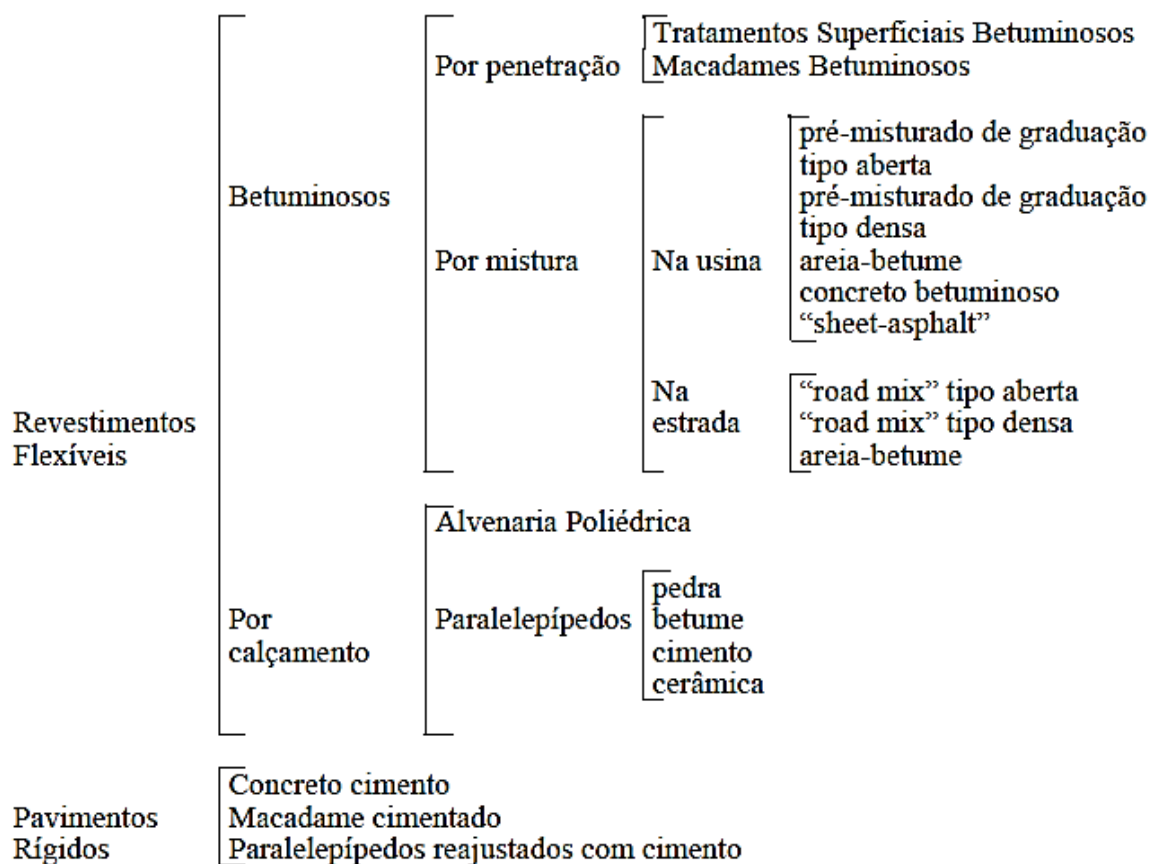 Tratamentos Superficiais Betuminosos
Por penetração
Macadames Betuminosos
pré-misturado de graduação
tipo aberta
Betuminosos
pré-misturado de graduação
tipo densa
Por mistura
Na usina
areia-betume
concreto betuminoso
“sheet-asphalt”
Na
estrada
“road mix” tipo aberta
“road mix” tipo densa
areia-betume
Revestimentos
Flexíveis
Alvenaria Poliédrica
Por
calçamento
Paralelepípedos
pedra
betume
cimento
cerâmica
Pavimentos
Rígidos
Concreto cimento
Macadame cimentado
Paralelepípedos reajustados com cimento